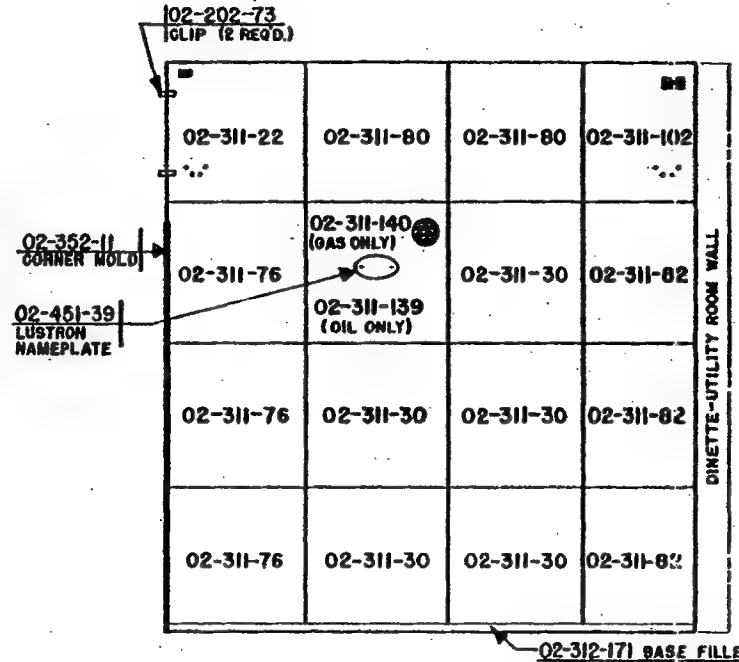 02-202-73
CLIP (2 REQ'D.)
02-311-22 02-311-80 02-311-80 02-311-102
02-311-140
(GAS ONLY)
02-352-11
CORNER MOLD
02-311-76 02-311-30 02-311-82
02-451-39
LUSTRON
NAMEPLATE
02-311-139
(OIL ONLY)
DINETTE-UTILITY ROOM WALL
02-311-76 02-311-30 02-311-30 02-311-82
02-311-76 02-311-30 02-311-30 02-311-82
02-312-171 BASE FILLE